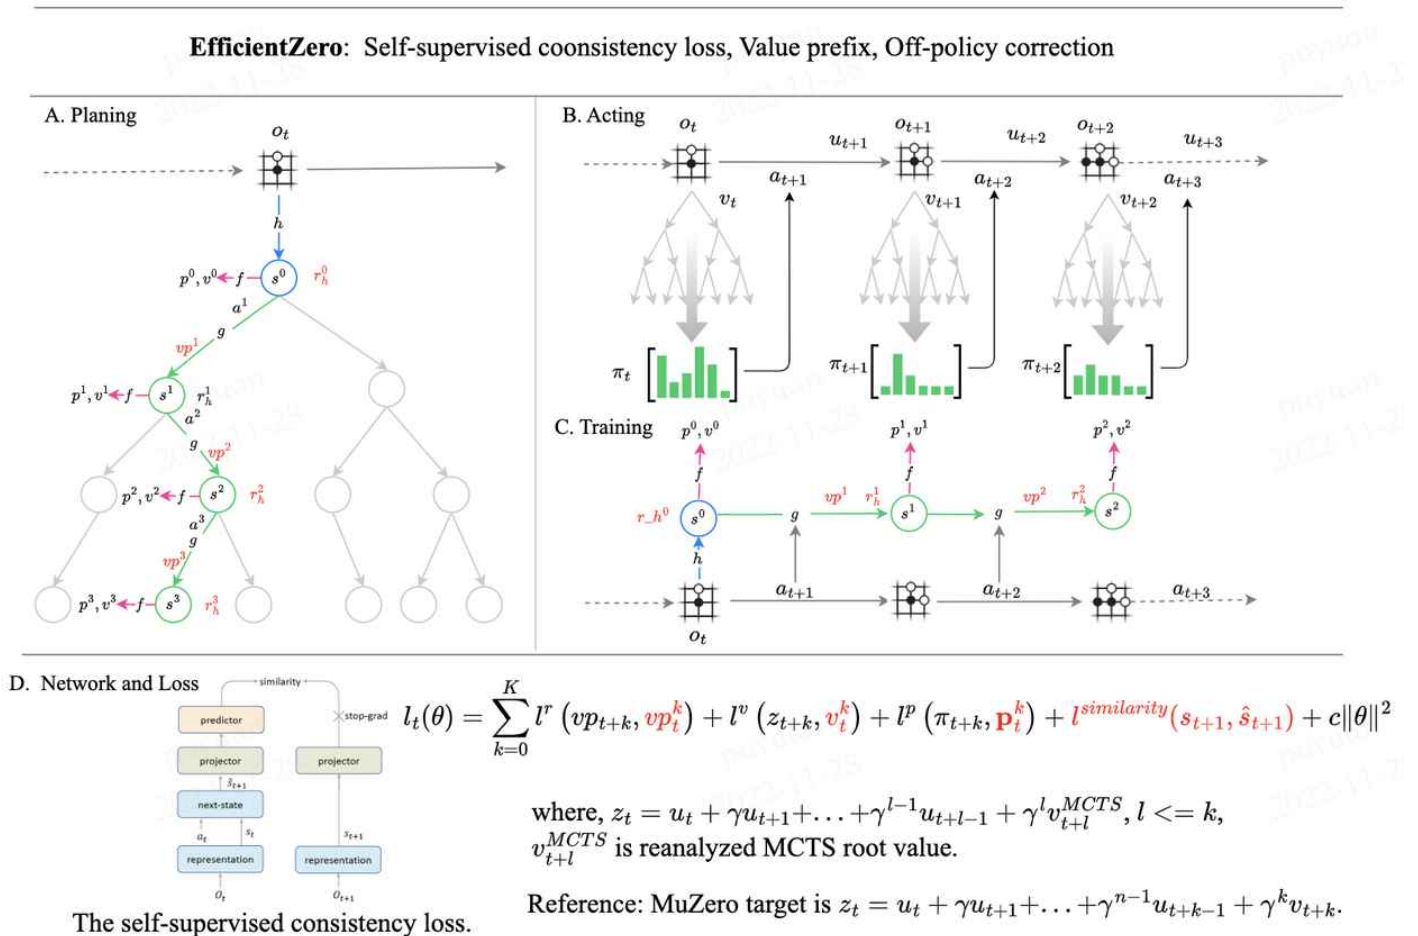 EfficientZero: Self-supervised coonsistency loss, Value prefix, Off-policy correction
A. Planing
o_t
h
p^0, v^0 f s^0 r_h^0
a^1
g
vp^1
p^1, v^1 f s^1 r_h^1
a^2
g
vp^2
p^2, v^2 f s^2 r_h^2
a^3
g
vp^3
p^3, v^3 f s^3 r_h^3
B. Acting
o_t o_{t+1} o_{t+2}
u_{t+1} u_{t+2} u_{t+3}
a_{t+1} a_{t+2} a_{t+3}
v_t v_{t+1} v_{t+2}
π_t π_{t+1} π_{t+2}
C. Training
p^0, v^0 p^1, v^1 p^2, v^2
f f f
vp^1 r_h^1 vp^2 r_h^2
r_h^0 s^0 g s^1 g s^2
h
a_{t+1} a_{t+2} a_{t+3}
o_t
D. Network and Loss
similarity
predictor
stop-grad
projector projector
ŝ_{t+1}
next-state
a_t s_t s_{t+1}
representation representation
O_t O_{t+1}
The self-supervised consistency loss.
l_t(θ) = ∑_{k=0}^{K} l^r (vp_{t+k}, vp_t^k) + l^v (z_{t+k}, v_t^k) + l^p (π_{t+k}, p_t^k) + l^{similarity}(s_{t+1}, ŝ_{t+1}) + c‖θ‖^2
where, z_t = u_t + γu_{t+1}+...+γ^{l-1}u_{t+l-1} + γ^l v_{t+l}^{MCTS}, l <= k,
v_{t+l}^{MCTS} is reanalyzed MCTS root value.
Reference: MuZero target is z_t = u_t + γu_{t+1}+...+γ^{n-1}u_{t+k-1} + γ^k v_{t+k}.
puyuan
2022-11-28